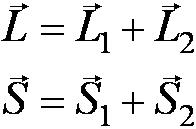 L⃗ = L⃗₁ + L⃗₂
S⃗ = S⃗₁ + S⃗₂